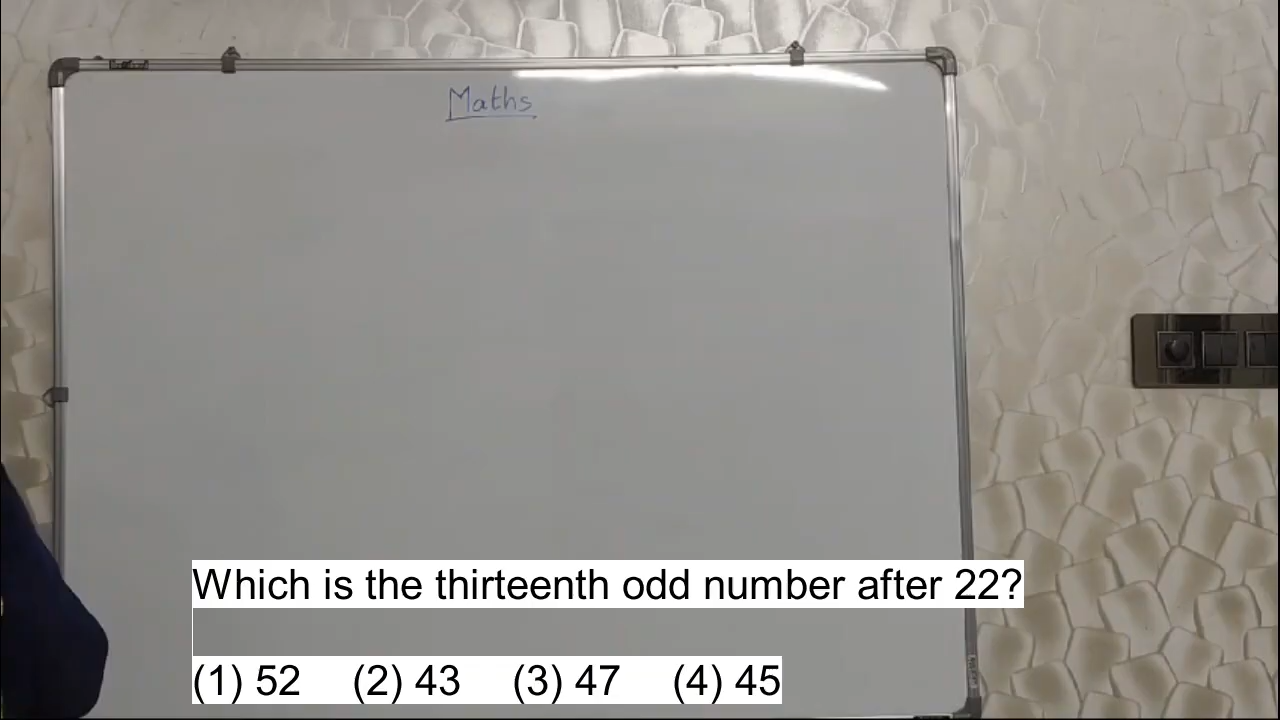 Maths
Which is the thirteenth odd number after 22?
(1) 52 (2) 43 (3) 47 (4) 45